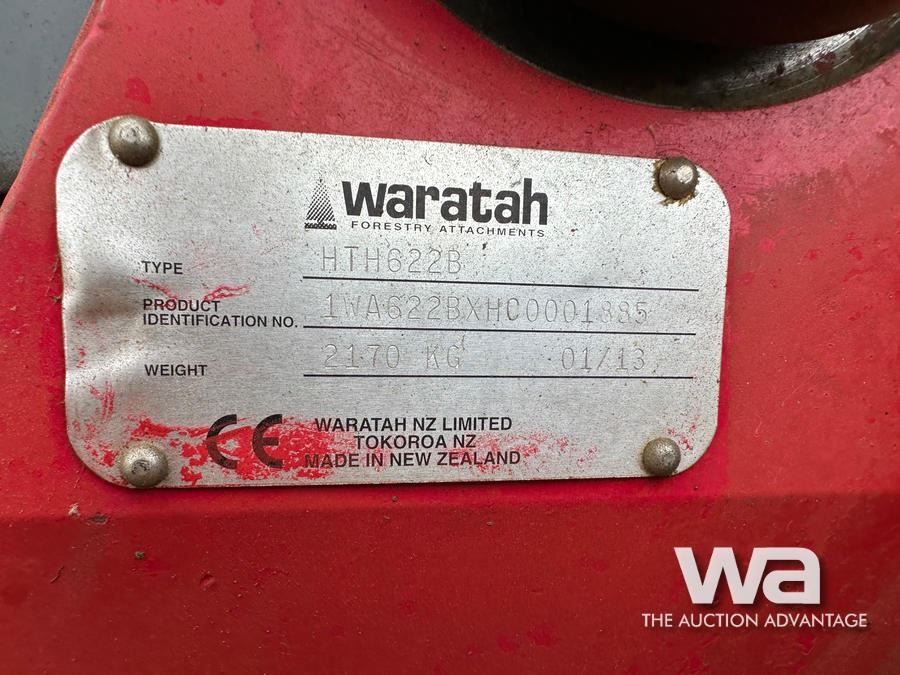 waratah
FORESTRY ATTACHMENTS
TYPE HTH622B
PRODUCT
IDENTIFICATION NO. 1WA622BXHC0001885
WEIGHT 2170 KG 01/13
CE WARATAH NZ LIMITED
TOKOROA NZ
MADE IN NEW ZEALAND
wa
THE AUCTION ADVANTAGE